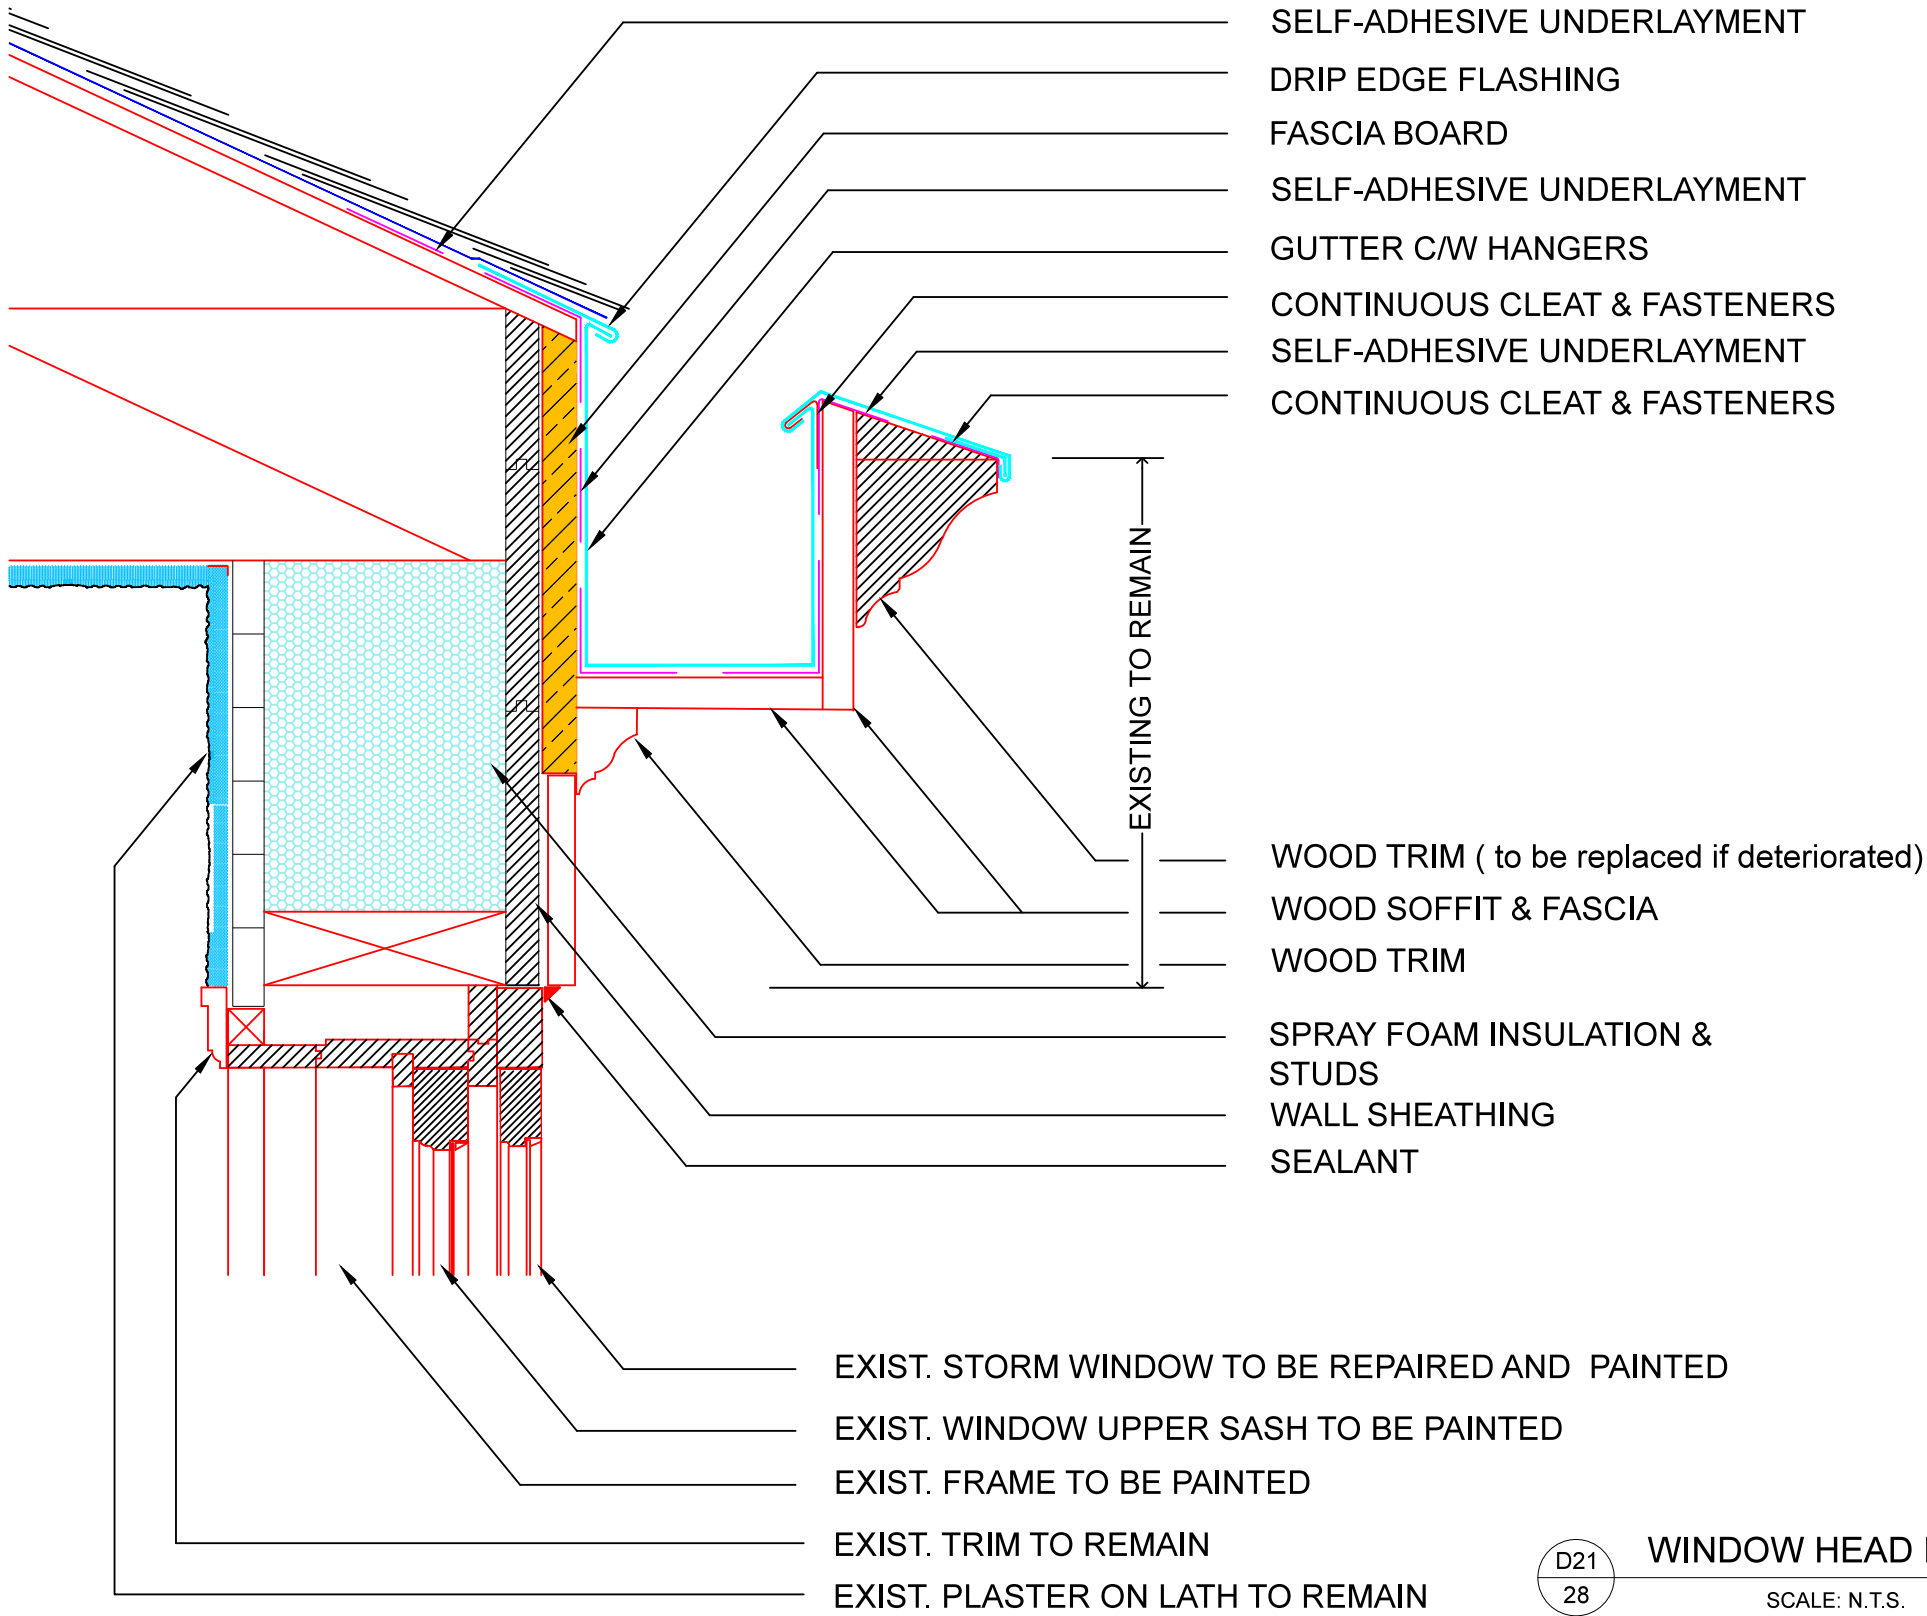 SELF-ADHESIVE UNDERLAYMENT
DRIP EDGE FLASHING
FASCIA BOARD
SELF-ADHESIVE UNDERLAYMENT
GUTTER C/W HANGERS
CONTINUOUS CLEAT & FASTENERS
SELF-ADHESIVE UNDERLAYMENT
CONTINUOUS CLEAT & FASTENERS
EXISTING TO REMAIN
WOOD TRIM ( to be replaced if deteriorated)
WOOD SOFFIT & FASCIA
WOOD TRIM
SPRAY FOAM INSULATION &
STUDS
WALL SHEATHING
SEALANT
EXIST. STORM WINDOW TO BE REPAIRED AND PAINTED
EXIST. WINDOW UPPER SASH TO BE PAINTED
EXIST. FRAME TO BE PAINTED
EXIST. TRIM TO REMAIN
EXIST. PLASTER ON LATH TO REMAIN
D21
28
WINDOW HEAD
SCALE: N.T.S.